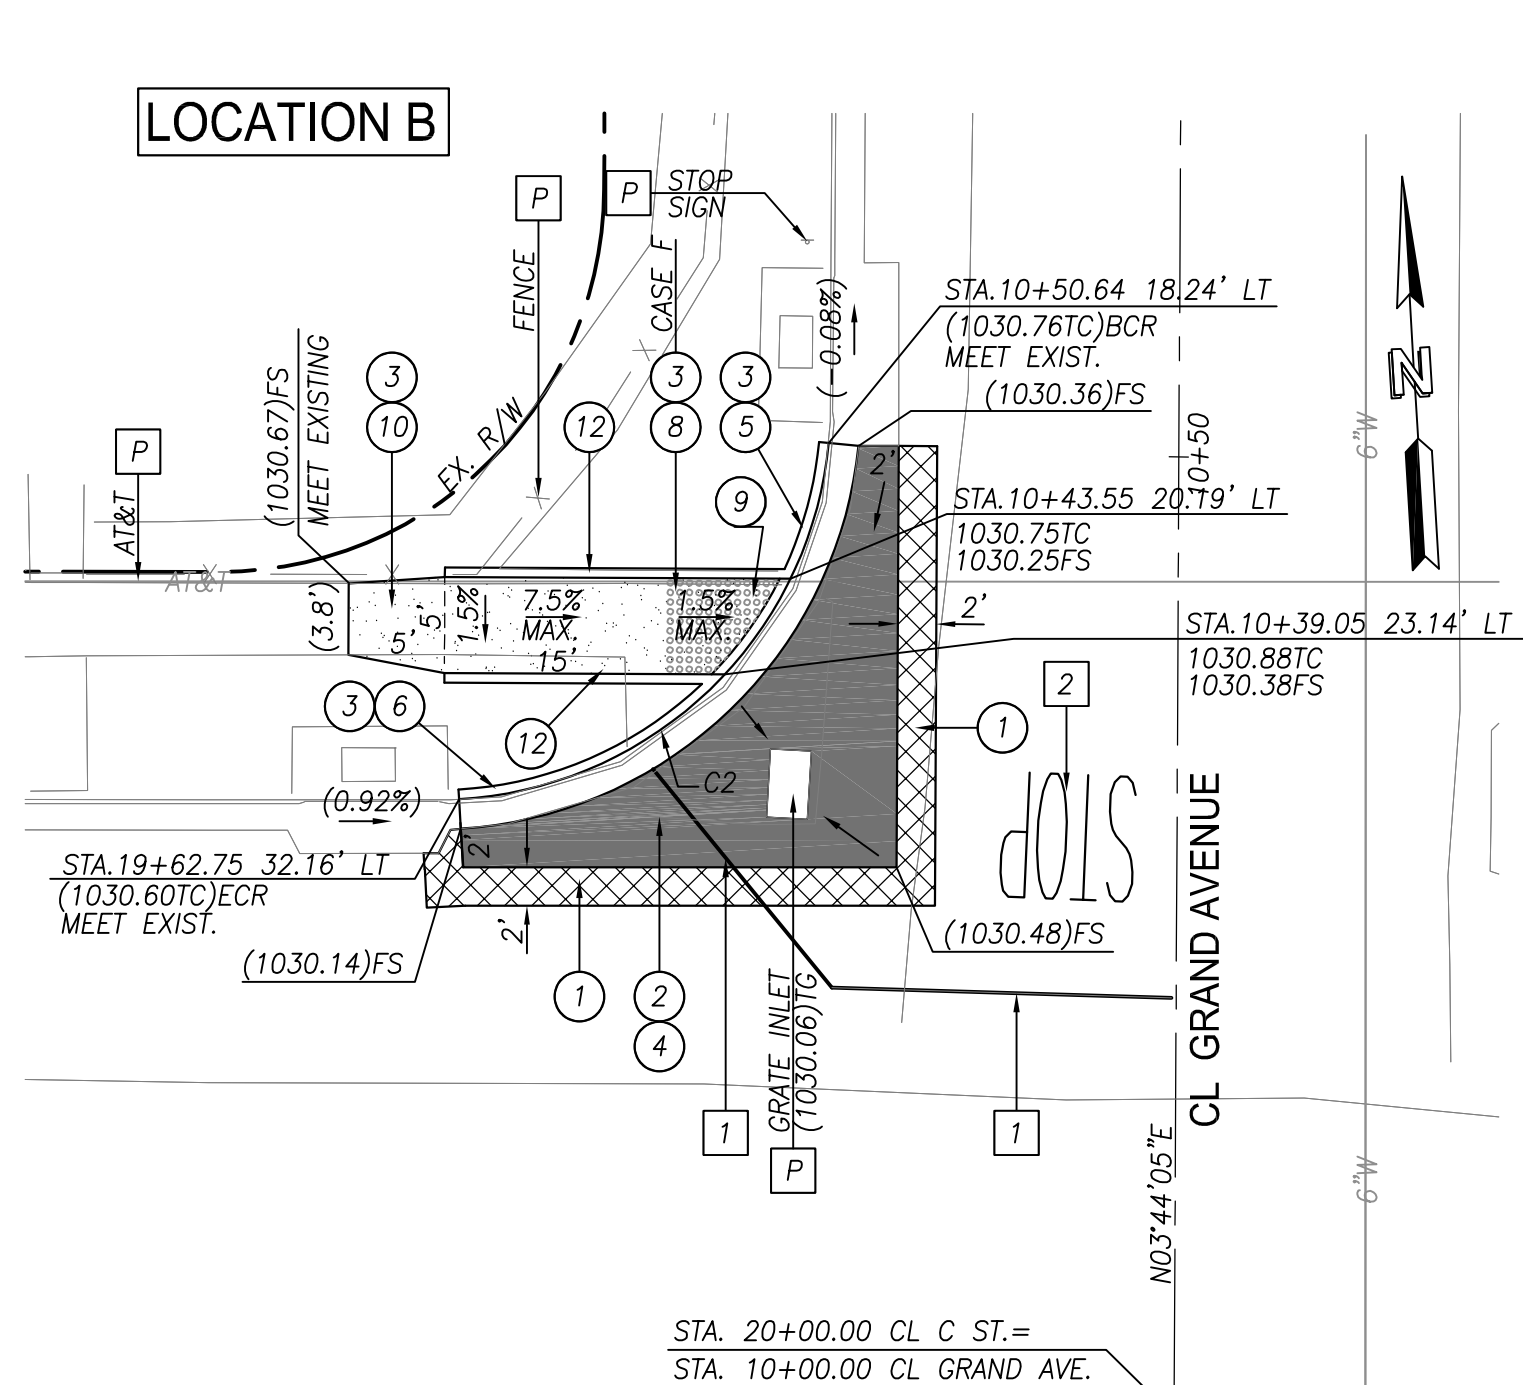 LOCATION B
P
P
STOP
SIGN
FENCE
CASE F
(-0.08%)
STA.10+50.64 18.24' LT
(1030.76TC)BCR
MEET EXIST.
(1030.36)FS
N
(1030.67)FS
MEET EXISTING
3
10
EX. R/W
12
3
8
3
5
10+50
6"W
P
AT&T
9
2'
STA.10+43.55 20.19' LT
1030.75TC
1030.25FS
AT&T
(3.8')
5'
5'
1.5%
7.5%
MAX.
15'
1.5%
MAX.
2'
STA.10+39.05 23.14' LT
1030.88TC
1030.38FS
3
6
12
2
1
C2
STOP
(0.92%)
CL GRAND AVENUE
2'
STA.19+62.75 32.16' LT
(1030.60TC)ECR
MEET EXIST.
2'
(1030.14)FS
(1030.48)FS
1
2
4
GRATE INLET
(1030.06)TG
1
P
1
N03°44'05"E
6"W
STA. 20+00.00 CL C ST.=
STA. 10+00.00 CL GRAND AVE.